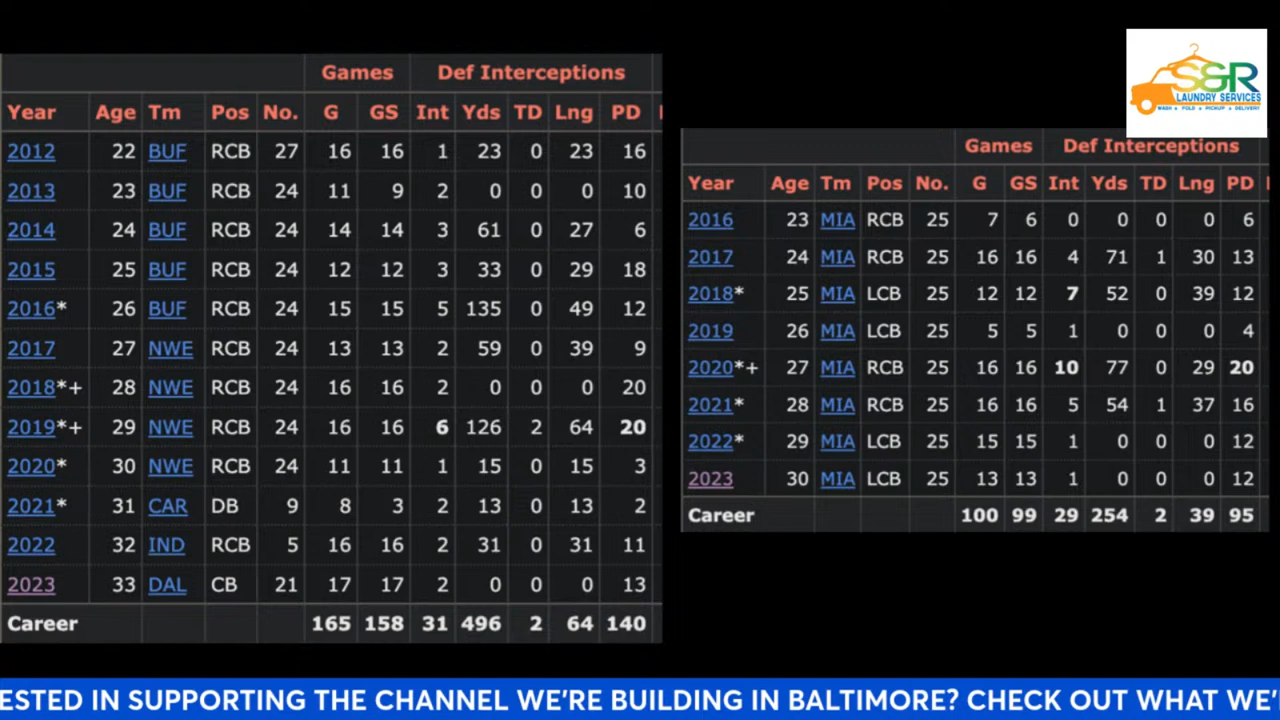 Games Def Interceptions
Year Age Tm Pos No. G GS Int Yds TD Lng PD
2012 22 BUF RCB 27 16 16 1 23 0 23 16
2013 23 BUF RCB 24 11 9 2 0 0 0 10
2014 24 BUF RCB 24 14 14 3 61 0 27 6
2015 25 BUF RCB 24 12 12 3 33 0 29 18
2016* 26 BUF RCB 24 15 15 5 135 0 49 12
2017 27 NWE RCB 24 13 13 2 59 0 39 9
2018*+ 28 NWE RCB 24 16 16 2 0 0 0 20
2019*+ 29 NWE RCB 24 16 16 6 126 2 64 20
2020* 30 NWE RCB 24 11 11 1 15 0 15 3
2021* 31 CAR DB 9 8 3 2 13 0 13 2
2022 32 IND RCB 5 16 16 2 31 0 31 11
2023 33 DAL CB 21 17 17 2 0 0 0 13
Career 165 158 31 496 2 64 140
S&R
LAUNDRY SERVICES
WASH FOLD PICKUP DELIVERY
Games Def Interceptions
Year Age Tm Pos No. G GS Int Yds TD Lng PD
2016 23 MIA RCB 25 7 6 0 0 0 0 6
2017 24 MIA RCB 25 16 16 4 71 1 30 13
2018* 25 MIA LCB 25 12 12 7 52 0 39 12
2019 26 MIA LCB 25 5 5 1 0 0 0 4
2020*+ 27 MIA RCB 25 16 16 10 77 0 29 20
2021* 28 MIA RCB 25 16 16 5 54 1 37 16
2022* 29 MIA LCB 25 15 15 1 0 0 0 12
2023 30 MIA LCB 25 13 13 1 0 0 0 12
Career 100 99 29 254 2 39 95
ESTED IN SUPPORTING THE CHANNEL WE'RE BUILDING IN BALTIMORE? CHECK OUT WHAT WE'